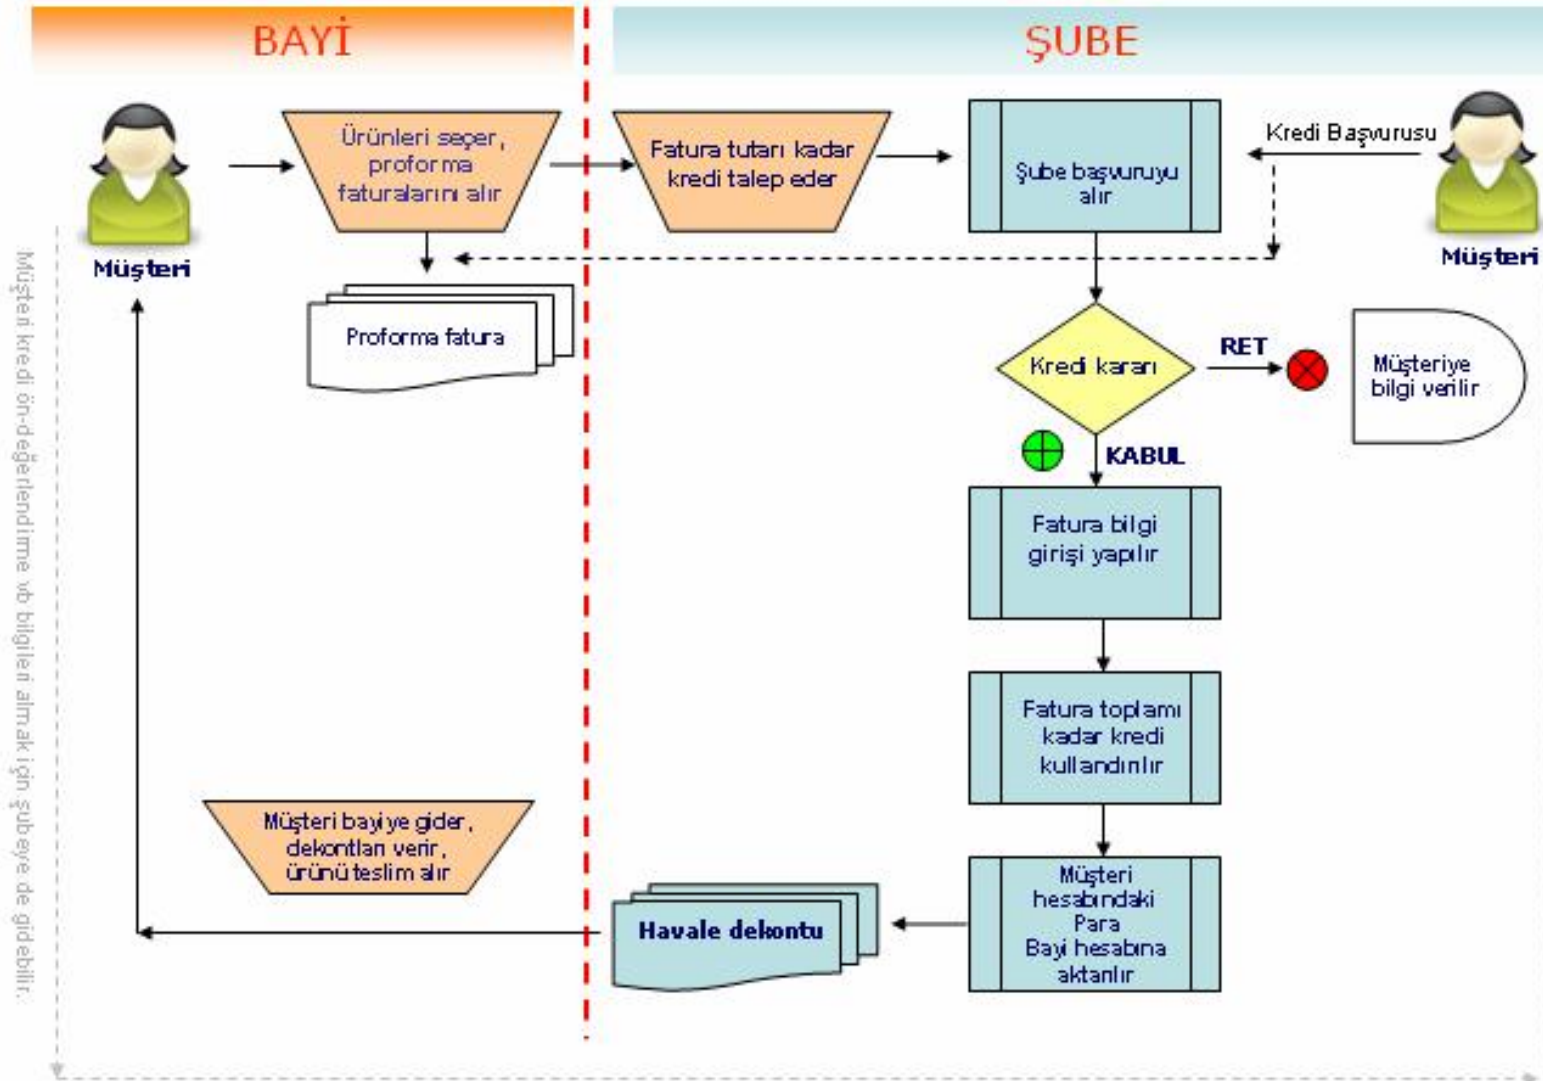 BAYİ
ŞUBE
Ürünleri seçer,
proforma
faturalarını alır
Fatura tutarı kadar
kredi talep eder
Şube başvuruyu
alır
Kredi Başvurusu
Müşteri
Müşteri
Proforma fatura
Kredi kararı
RET
Müşteriye
bilgi verilir
KABUL
Fatura bilgi
girişi yapılır
Fatura toplamı
kadar kredi
kullandırılır
Müşteri bayiye gider,
dekontları verir,
ürünü teslim alır
Havale dekontu
Müşteri
hesabındaki
Para
Bayi hesabına
aktarılır
Müşteri kredi ön-değerlendirme vb bilgileri almak için şubeye de gidebilir.